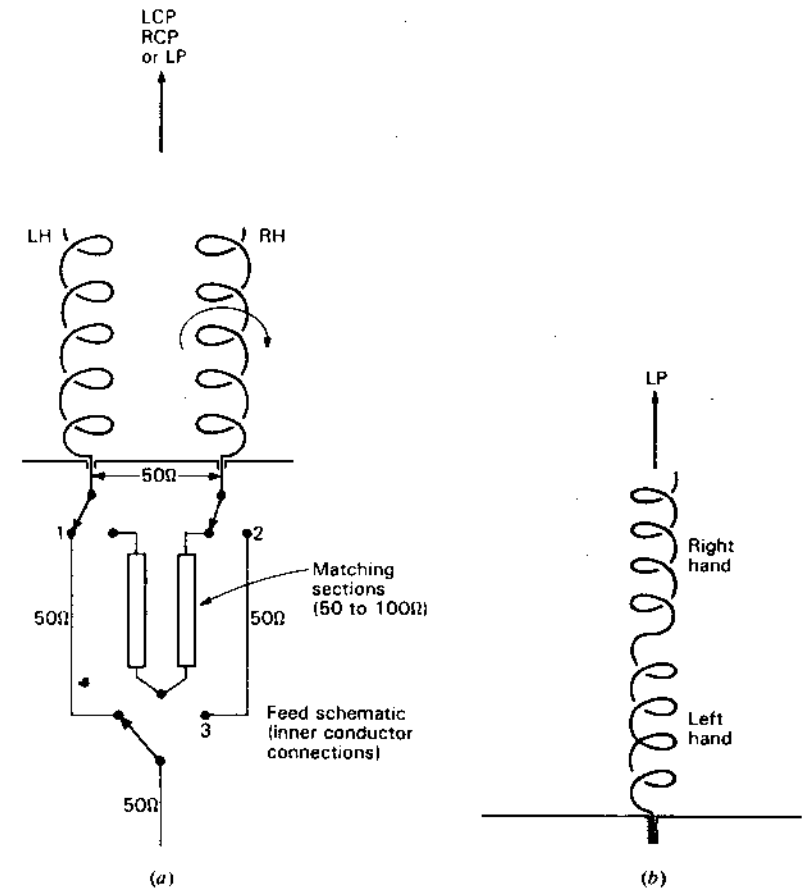 LCP
RCP
or LP
LH
RH
50Ω
1
2
Matching
sections
(50 to 100Ω)
50Ω
50Ω
3
Feed schematic
(inner conductor
connections)
50Ω
(a)
LP
Right
hand
Left
hand
(b)